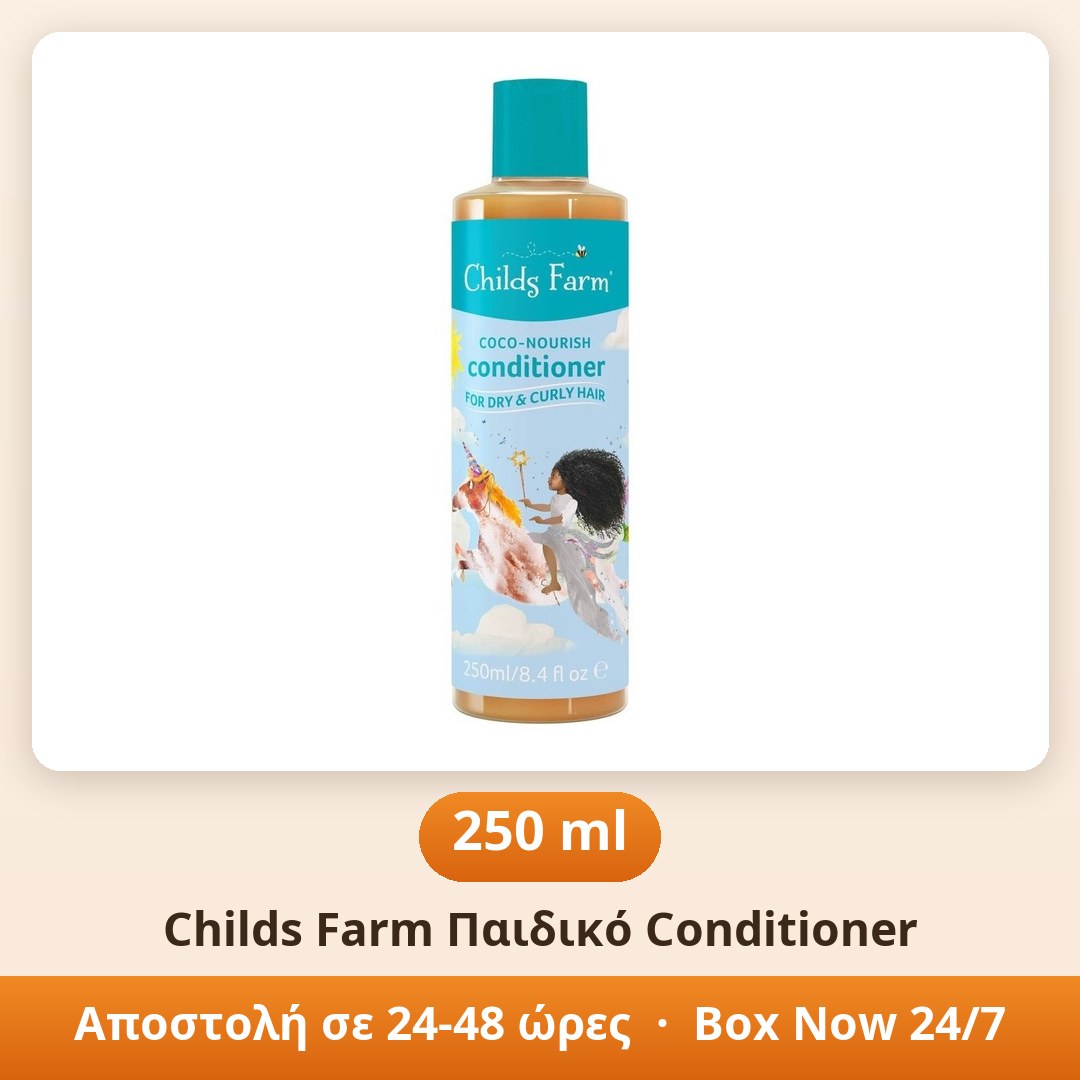 Childs Farm
COCO-NOURISH
conditioner
FOR DRY & CURLY HAIR
250ml/8.4 fl oz ℮
250 ml
Childs Farm Παιδικό Conditioner
Αποστολή σε 24-48 ώρες · Box Now 24/7